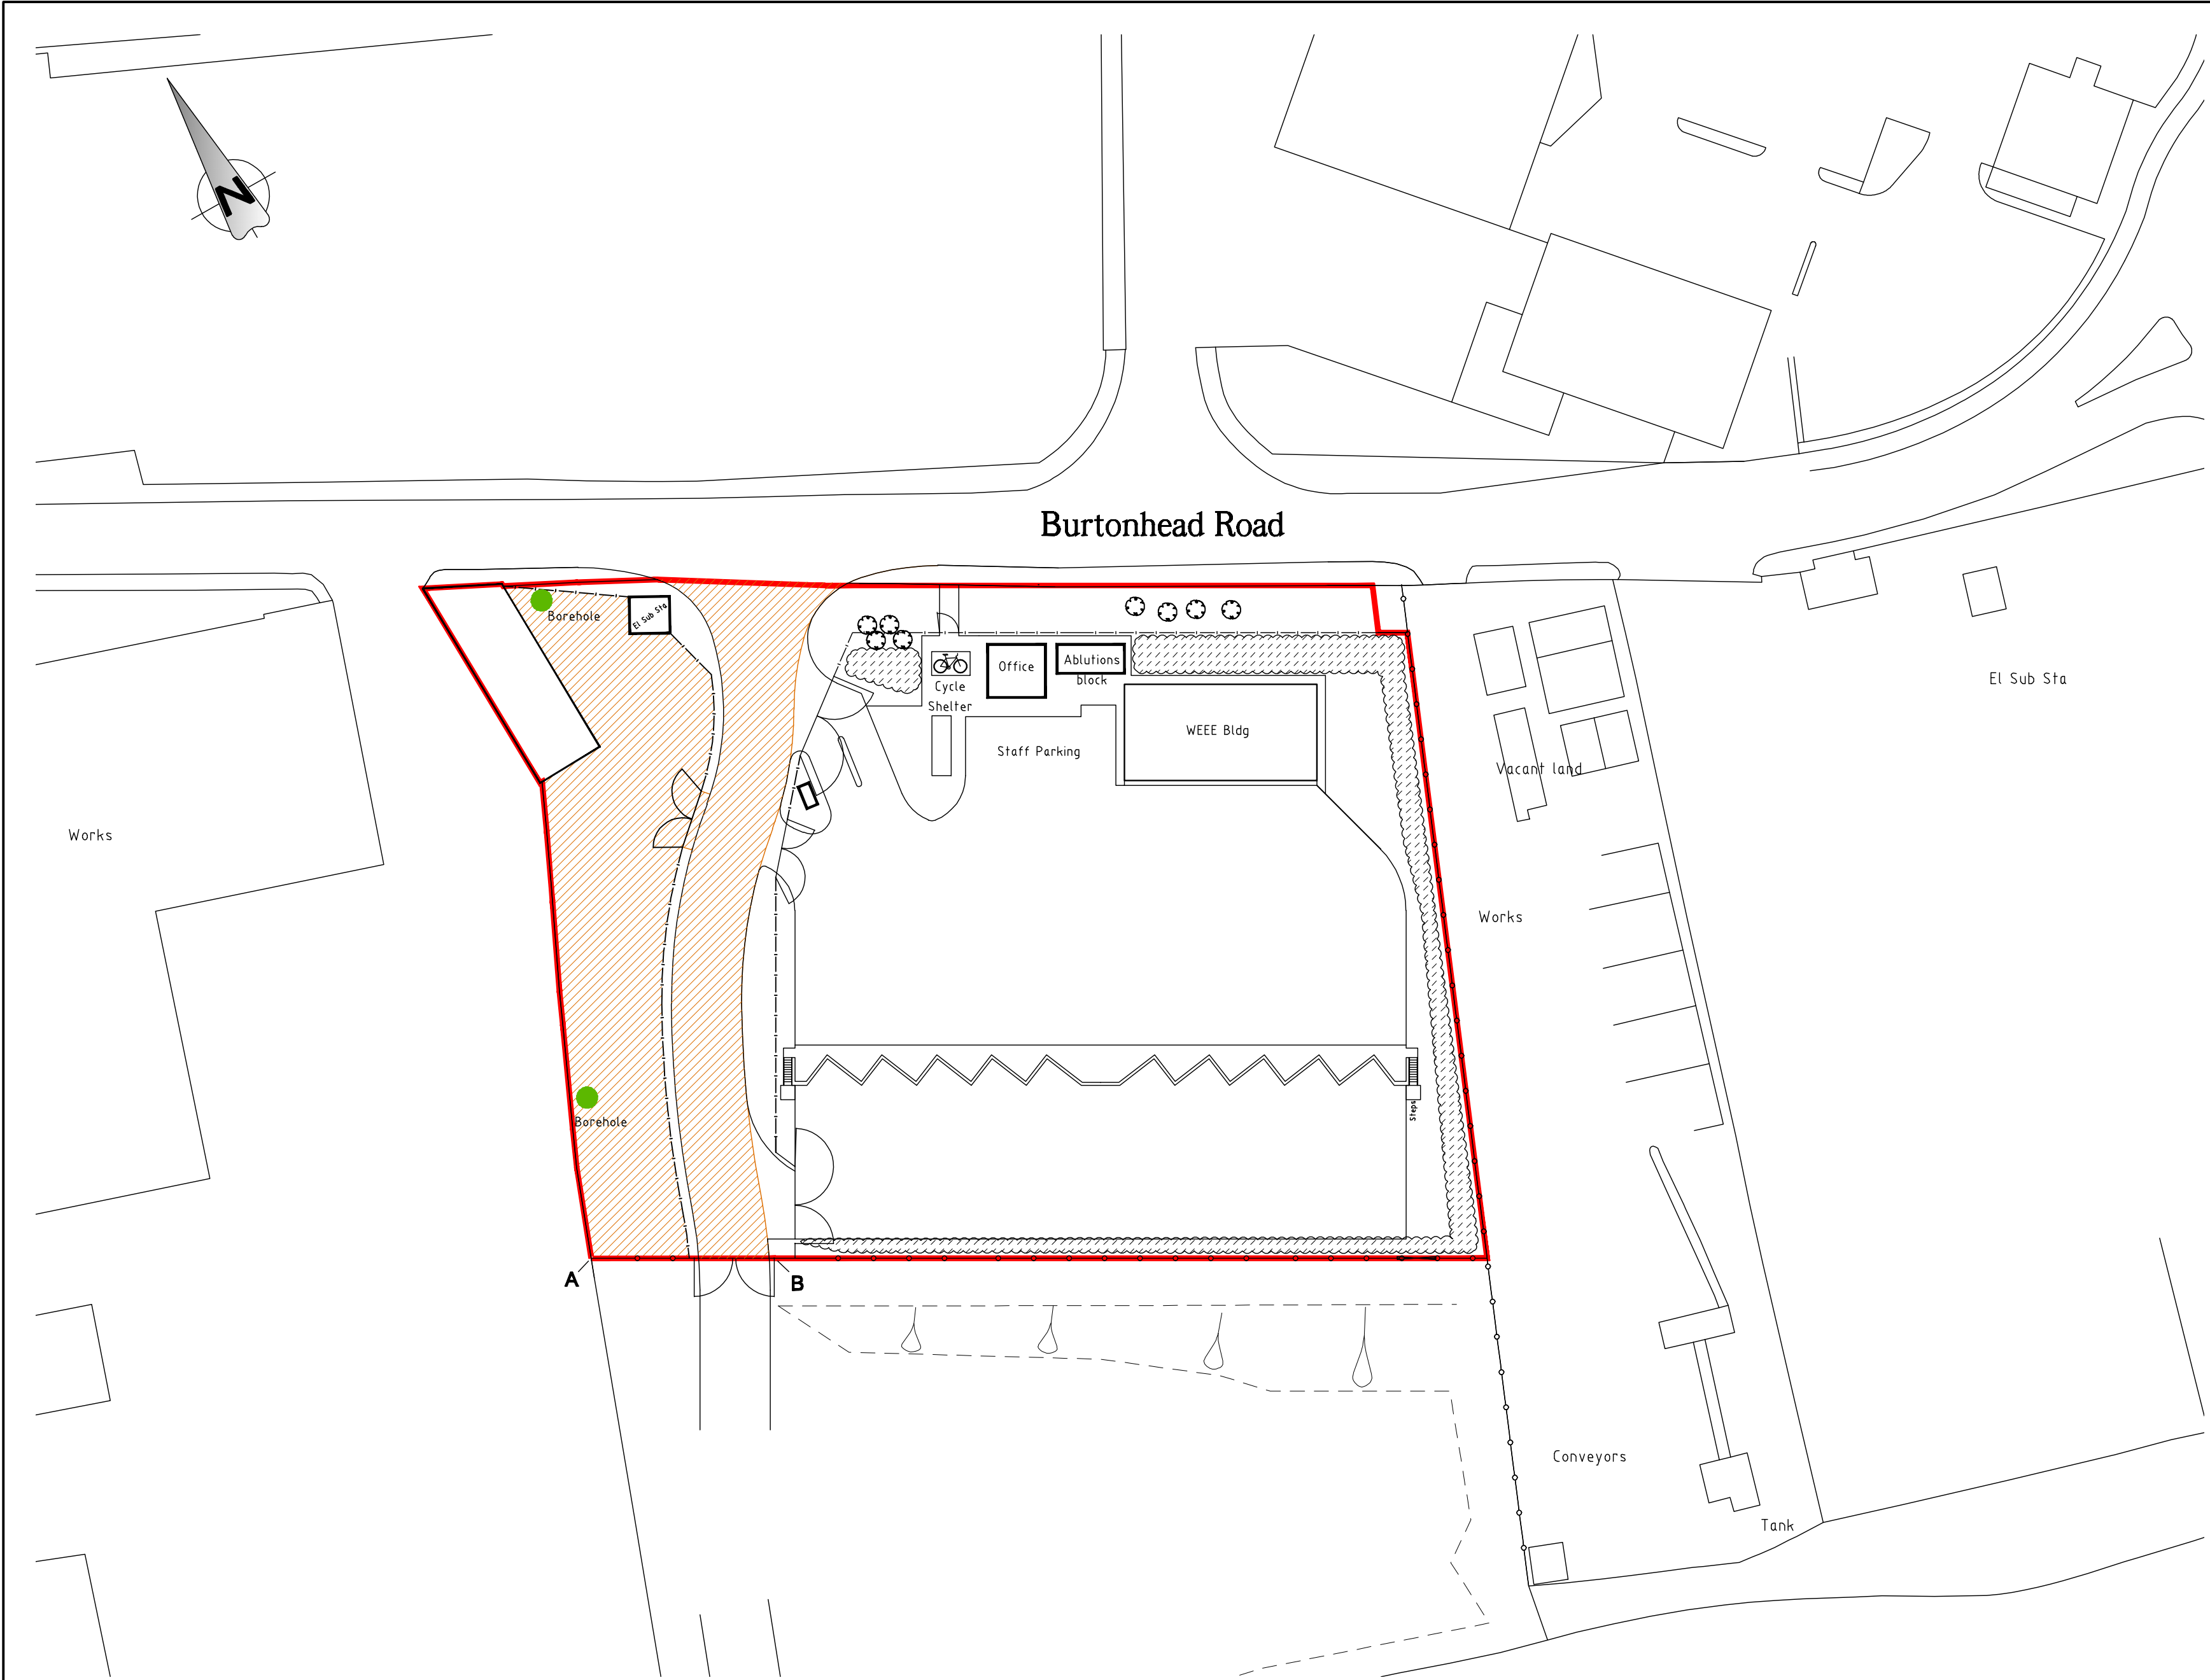 N
Burtonhead Road
Borehole
El Sub Sta
Office
Ablutions
block
Cycle
Shelter
El Sub Sta
WEEE Bldg
Staff Parking
Vacant land
Works
Works
Borehole
Steps
A
B
Conveyors
Tank